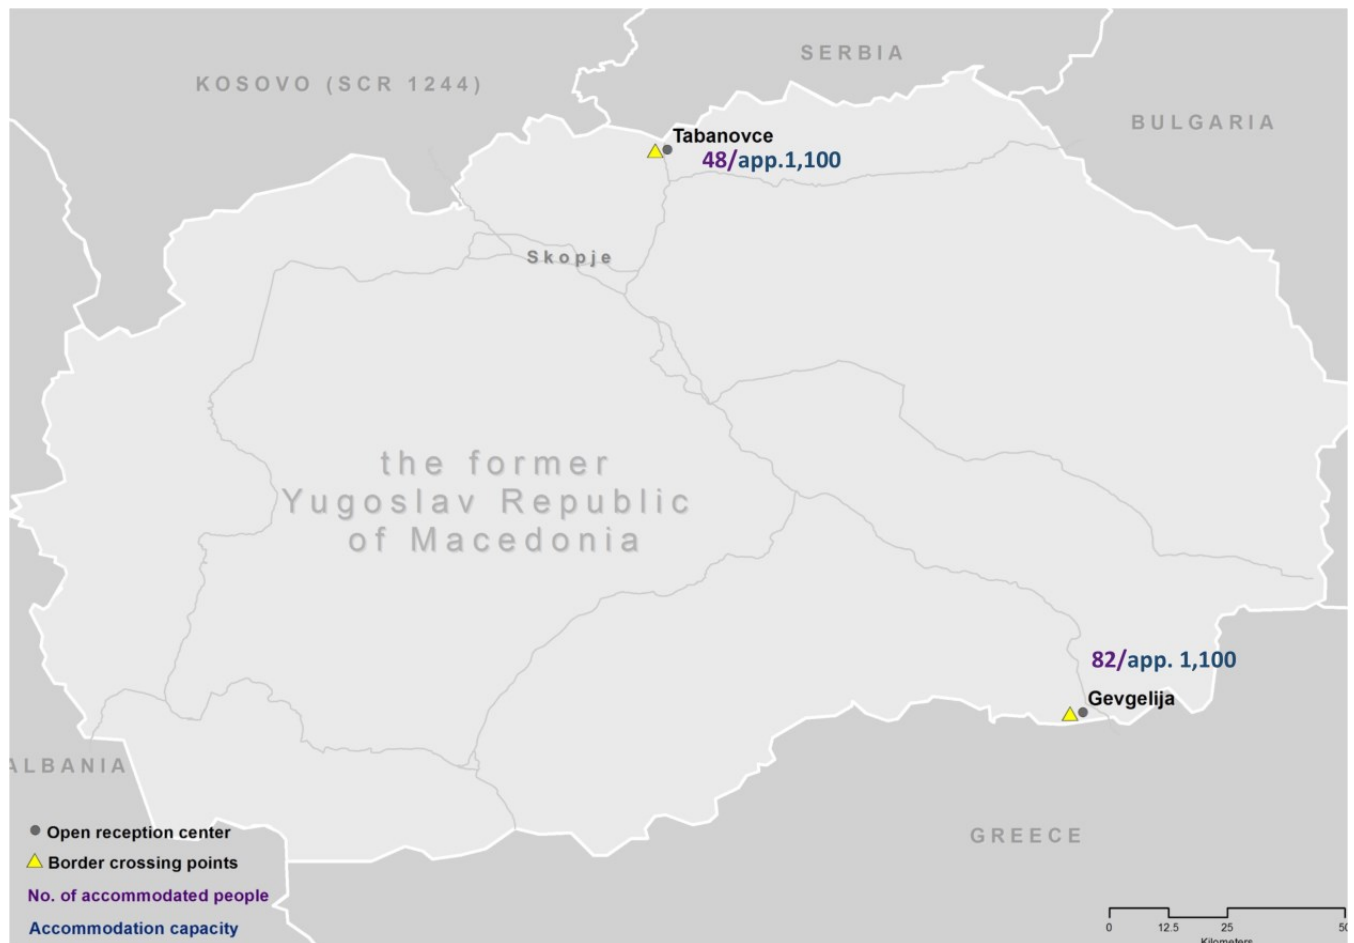 SERBIA
KOSOVO (SCR 1244)
BULGARIA
Tabanovce
48/app.1,100
Skopje
the former
Yugoslav Republic
of Macedonia
82/app. 1,100
Gevgelija
ALBANIA
GREECE
Open reception center
Border crossing points
No. of accommodated people
Accommodation capacity
0 12.5 25 50
Kilometers